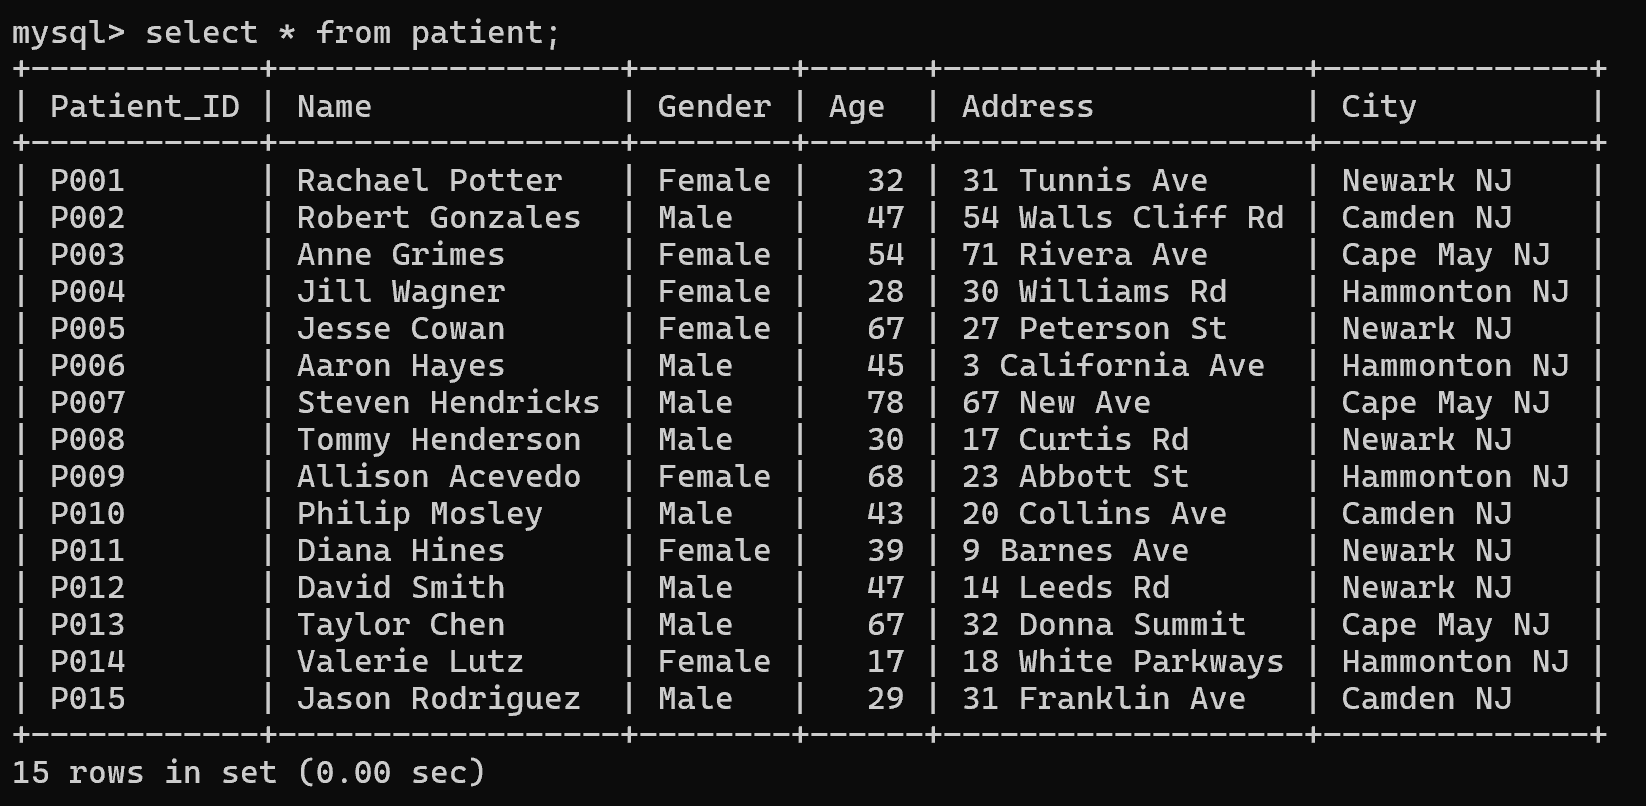 mysql> select * from patient;
+------------+------------------+--------+------+-------------------+--------------+
| Patient_ID | Name             | Gender | Age  | Address           | City         |
+------------+------------------+--------+------+-------------------+--------------+
| P001       | Rachael Potter   | Female |   32 | 31 Tunnis Ave     | Newark NJ    |
| P002       | Robert Gonzales  | Male   |   47 | 54 Walls Cliff Rd | Camden NJ    |
| P003       | Anne Grimes      | Female |   54 | 71 Rivera Ave     | Cape May NJ  |
| P004       | Jill Wagner      | Female |   28 | 30 Williams Rd    | Hammonton NJ |
| P005       | Jesse Cowan      | Female |   67 | 27 Peterson St    | Newark NJ    |
| P006       | Aaron Hayes      | Male   |   45 | 3 California Ave  | Hammonton NJ |
| P007       | Steven Hendricks | Male   |   78 | 67 New Ave        | Cape May NJ  |
| P008       | Tommy Henderson  | Male   |   30 | 17 Curtis Rd      | Newark NJ    |
| P009       | Allison Acevedo  | Female |   68 | 23 Abbott St      | Hammonton NJ |
| P010       | Philip Mosley    | Male   |   43 | 20 Collins Ave    | Camden NJ    |
| P011       | Diana Hines      | Female |   39 | 9 Barnes Ave      | Newark NJ    |
| P012       | David Smith      | Male   |   47 | 14 Leeds Rd       | Newark NJ    |
| P013       | Taylor Chen      | Male   |   67 | 32 Donna Summit   | Cape May NJ  |
| P014       | Valerie Lutz     | Female |   17 | 18 White Parkways | Hammonton NJ |
| P015       | Jason Rodriguez  | Male   |   29 | 31 Franklin Ave   | Camden NJ    |
+------------+------------------+--------+------+-------------------+--------------+
15 rows in set (0.00 sec)